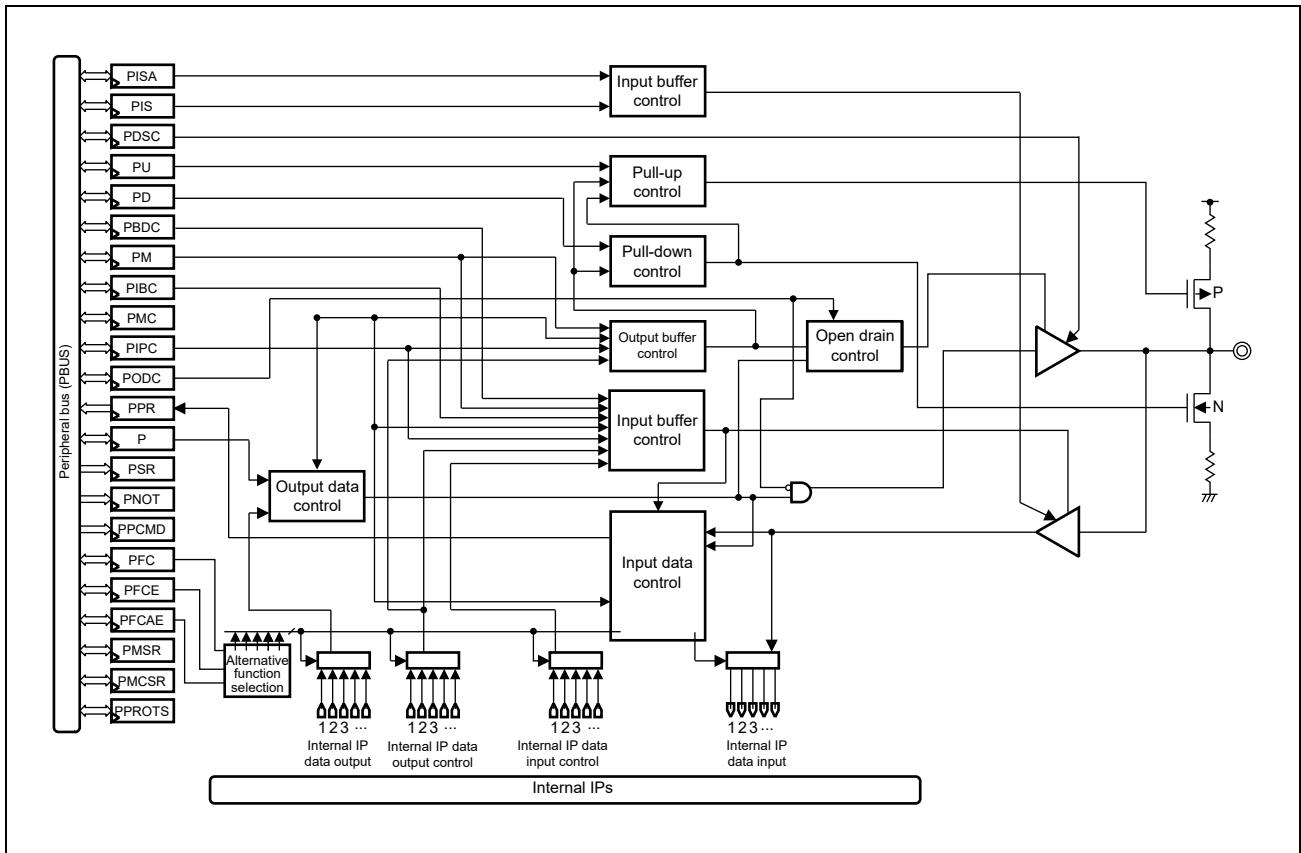 Peripheral bus (PBUS)
PISA
PIS
PDSC
PU
PD
PBDC
PM
PIBC
PMC
PIPC
PODC
PPR
P
PSR
PNOT
PPCMD
PFC
PFCE
PFCAE
PMSR
PMCSR
PPROTS
Input buffer
control
Pull-up
control
Pull-down
control
Output buffer
control
Open drain
control
Input buffer
control
Output data
control
Input data
control
Alternative
function
selection
P
N
1 2 3 ...
Internal IP
data output
1 2 3 ...
Internal IP data
output control
1 2 3 ...
Internal IP data
input control
1 2 3 ...
Internal IP
data input
Internal IPs